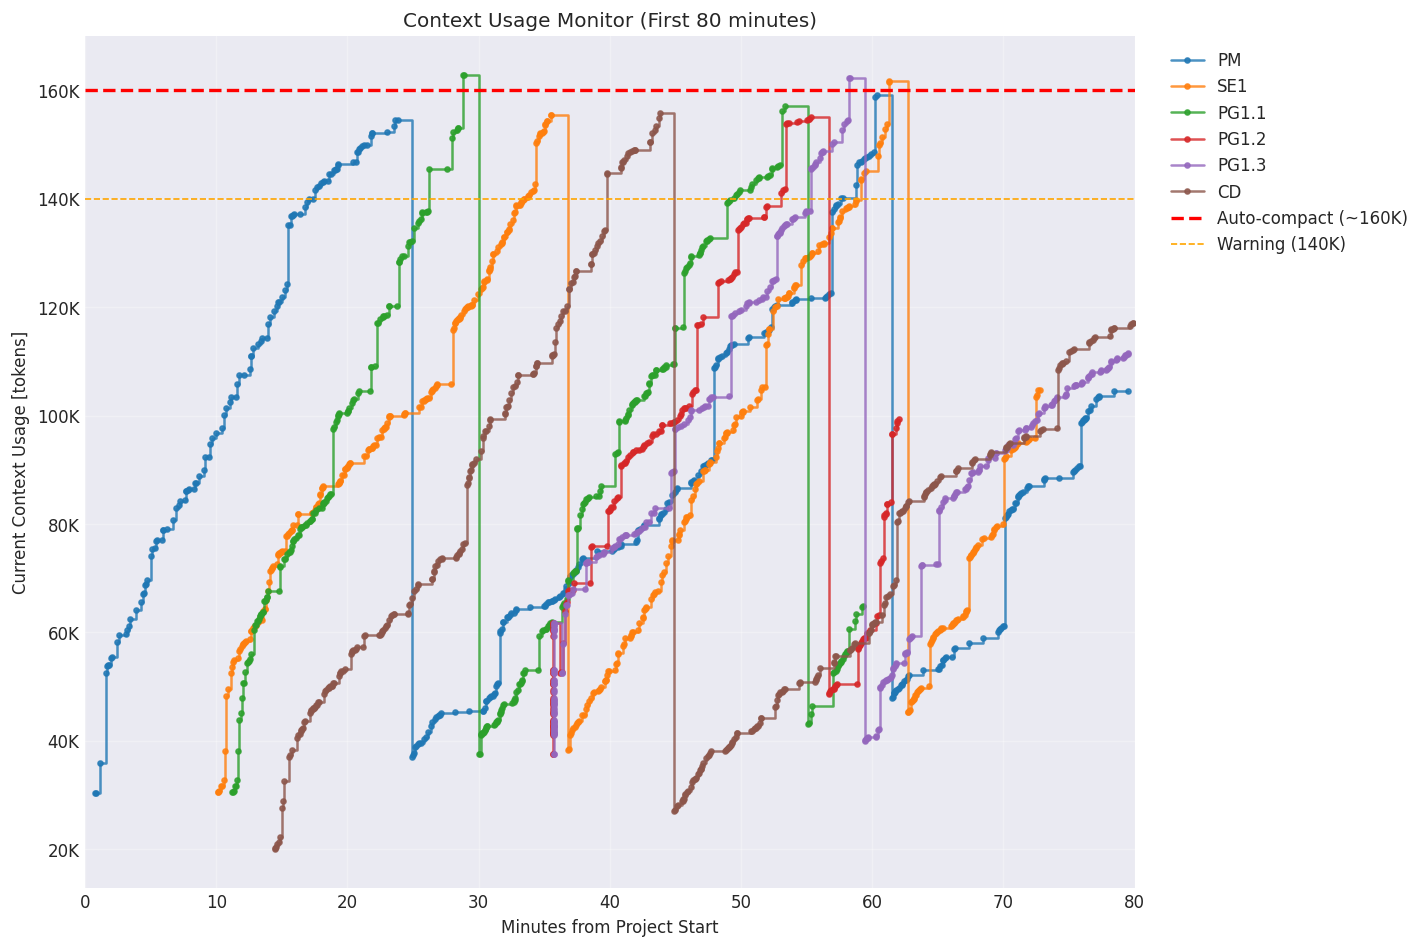 Context Usage Monitor (First 80 minutes)
PM
SE1
PG1.1
PG1.2
PG1.3
CD
Auto-compact (~160K)
Warning (140K)
Current Context Usage [tokens]
160K
140K
120K
100K
80K
60K
40K
20K
0 10 20 30 40 50 60 70 80
Minutes from Project Start